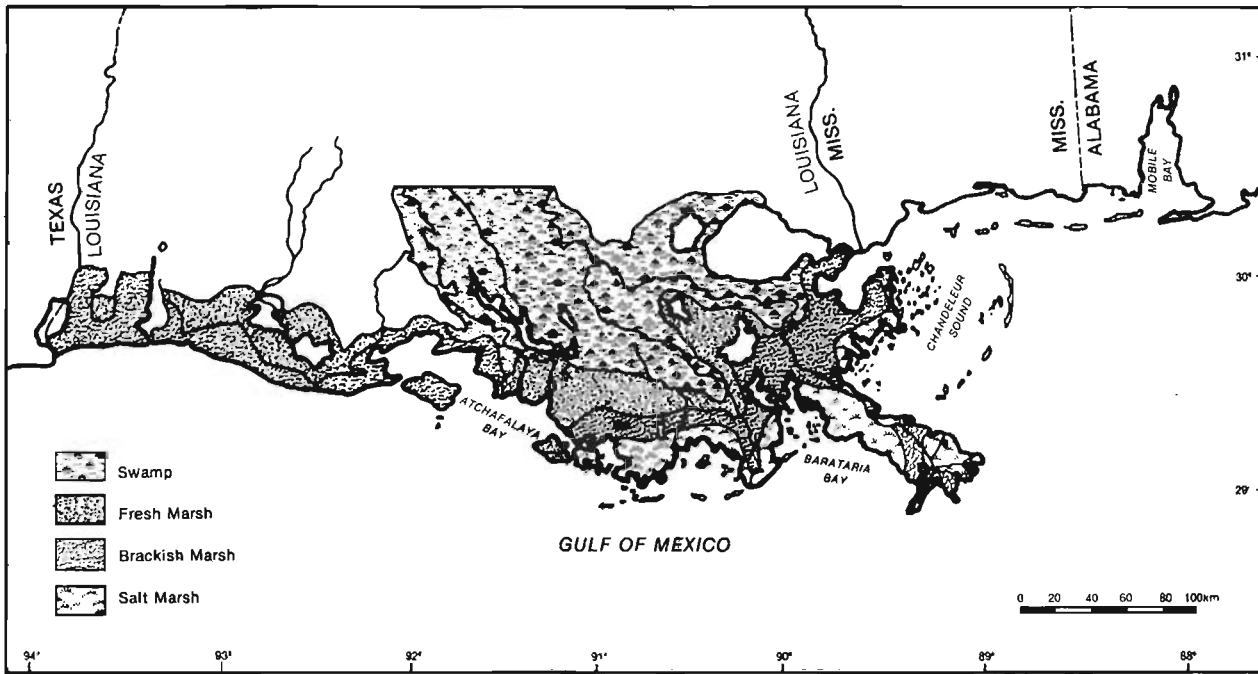 TEXAS
LOUISIANA
LOUISIANA
MISS.
MISS.
ALABAMA
MOBILE
BAY
31°
30°
29'
CHANDELEUR
SOUND
ATCHAFALAYA
BAY
BARATARIA
BAY
GULF OF MEXICO
Swamp
Fresh Marsh
Brackish Marsh
Salt Marsh
0 20 40 60 80 100km
94° 93° 92° 91° 90° 89° 88°